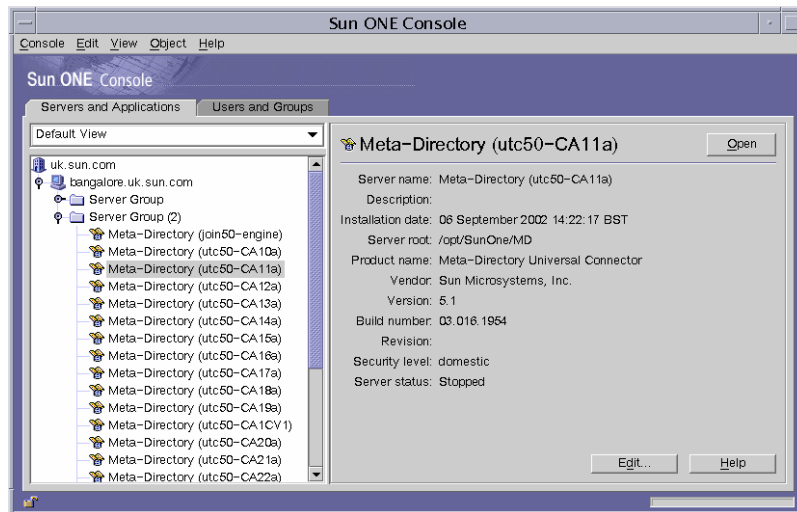 Sun ONE Console
Console Edit View Object Help
Sun ONE Console
Servers and Applications
Users and Groups
Default View
uk.sun.com
bangalore.uk.sun.com
Server Group
Server Group (2)
Meta-Directory (join50-engine)
Meta-Directory (utc50-CA10a)
Meta-Directory (utc50-CA11a)
Meta-Directory (utc50-CA12a)
Meta-Directory (utc50-CA13a)
Meta-Directory (utc50-CA14a)
Meta-Directory (utc50-CA15a)
Meta-Directory (utc50-CA16a)
Meta-Directory (utc50-CA17a)
Meta-Directory (utc50-CA18a)
Meta-Directory (utc50-CA19a)
Meta-Directory (utc50-CA1CV1)
Meta-Directory (utc50-CA20a)
Meta-Directory (utc50-CA21a)
Meta-Directory (utc50-CA22a)
Meta-Directory (utc50-CA11a)
Open
Server name: Meta-Directory (utc50-CA11a)
Description:
Installation date: 06 September 2002 14:22:17 BST
Server root: /opt/SunOne/MD
Product name: Meta-Directory Universal Connector
Vendor: Sun Microsystems, Inc.
Version: 5.1
Build number: 03.016.1954
Revision:
Security level: domestic
Server status: Stopped
Edit...
Help